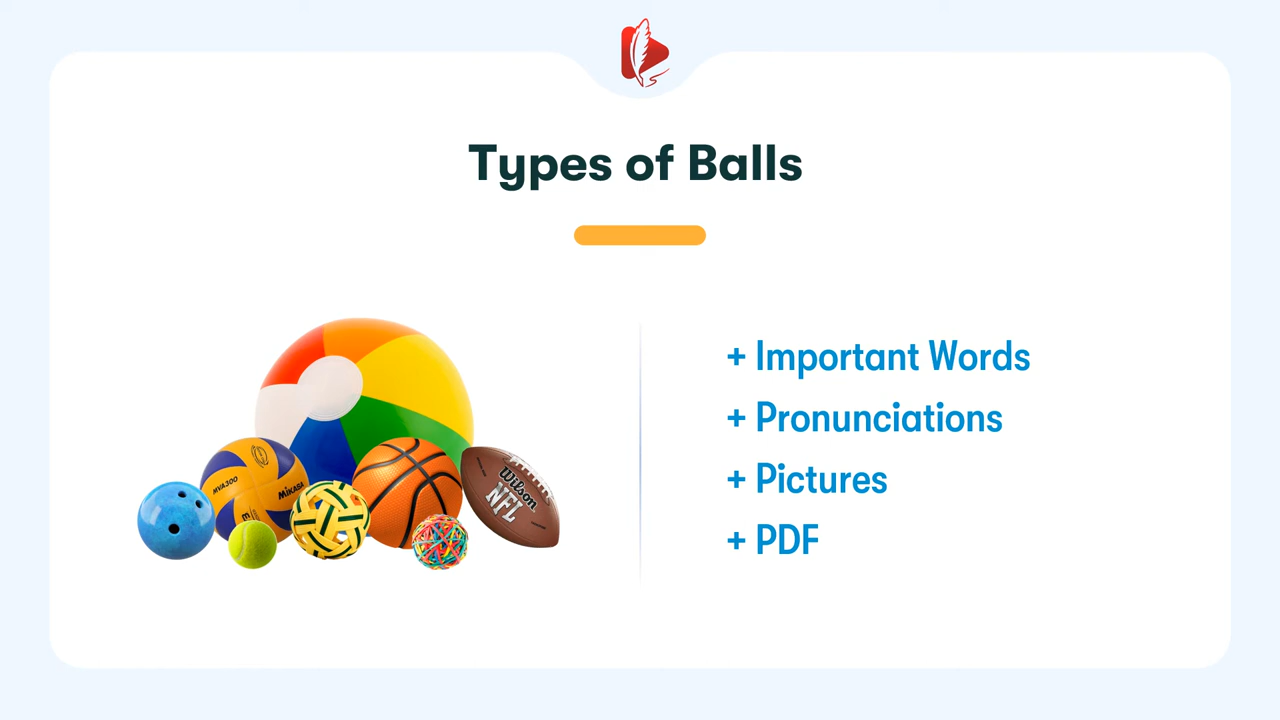 Types of Balls
MVA300
MIKASA
Wilson
NFL
+ Important Words
+ Pronunciations
+ Pictures
+ PDF